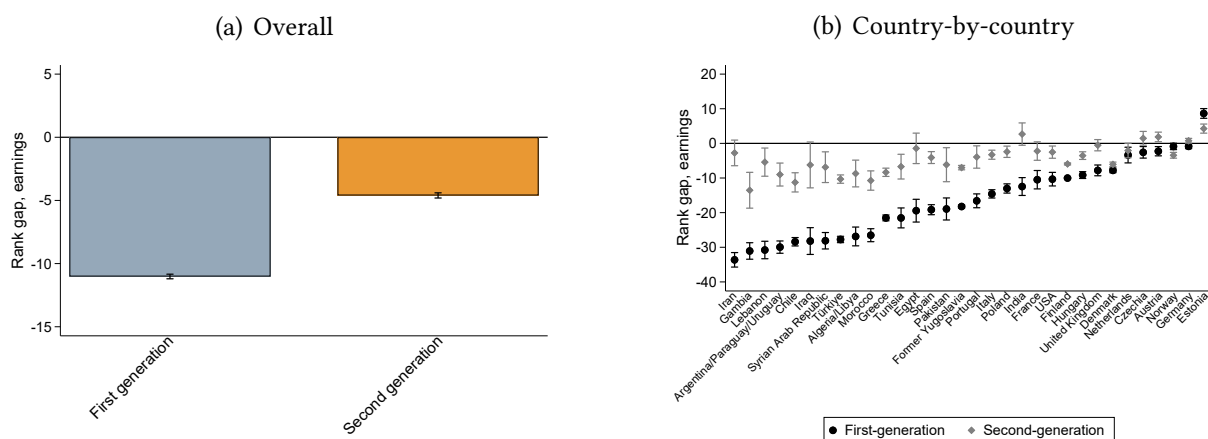 (a) Overall
5
0
-5
-10
-15
Rank gap, earnings
First generation
Second generation
(b) Country-by-country
20
10
0
-10
-20
-30
-40
Rank gap, earnings
Iran
Gambia
Lebanon
Argentina/Paraguay/Uruguay
Chile
Iraq
Syrian Arab Republic
Türkiye
Algeria/Libya
Morocco
Greece
Tunisia
Egypt
Spain
Pakistan
Former Yugoslavia
Portugal
Italy
Poland
India
France
USA
Finland
Hungary
United Kingdom
Denmark
Netherlands
Czechia
Austria
Norway
Germany
Estonia
First-generation
Second-generation